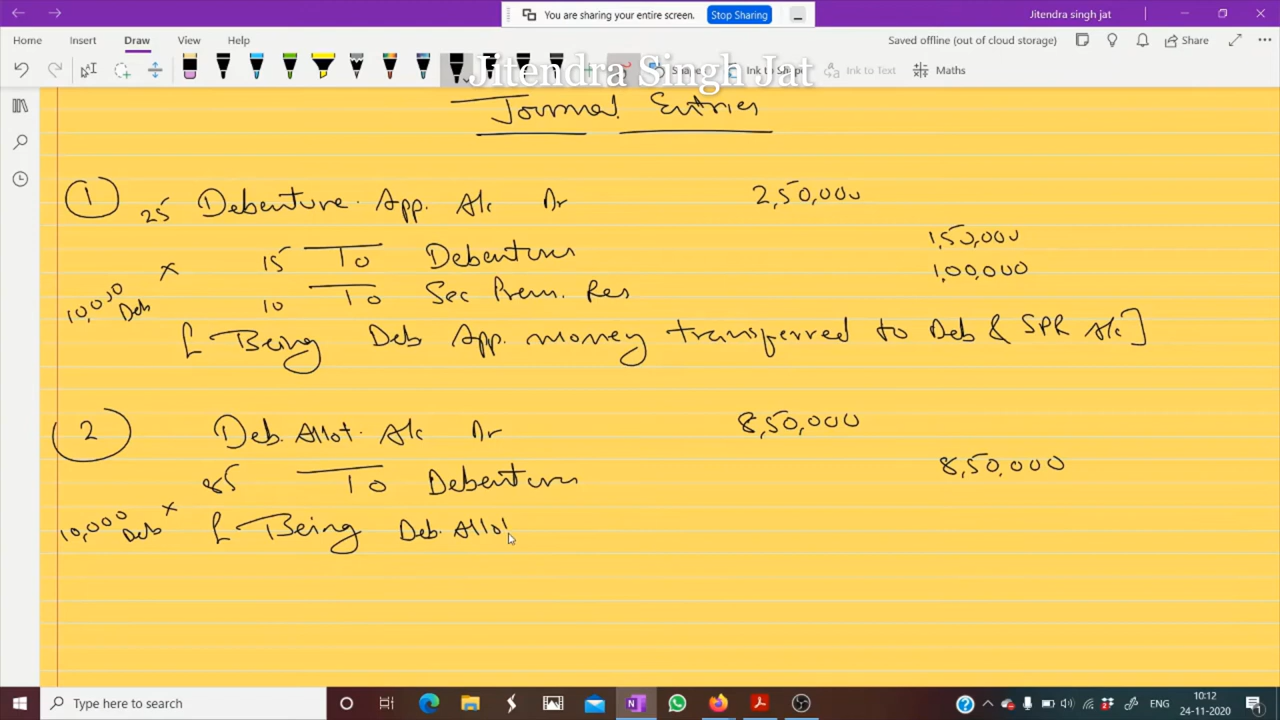 You are sharing your entire screen. Stop Sharing
Jitendra singh jat
Home Insert Draw View Help
Saved offline (out of cloud storage)
Share
Shapes Ink to Shape Ink to Text Maths
Jitendra Singh Jat
Journal Entries
1 25 Debenture App. A/c Dr 2,50,000
15 To Debentures 1,50,000
10,000 Deb x 10 To Sec Prem. Res 1,00,000
[ Being Deb App. money transferred to Deb & SPR A/c ]
2 Deb. Allot. A/c Dr 8,50,000
85 To Debentures 8,50,000
10,000 Deb x [ Being Deb. Allot
Type here to search
ENG
10:12
24-11-2020